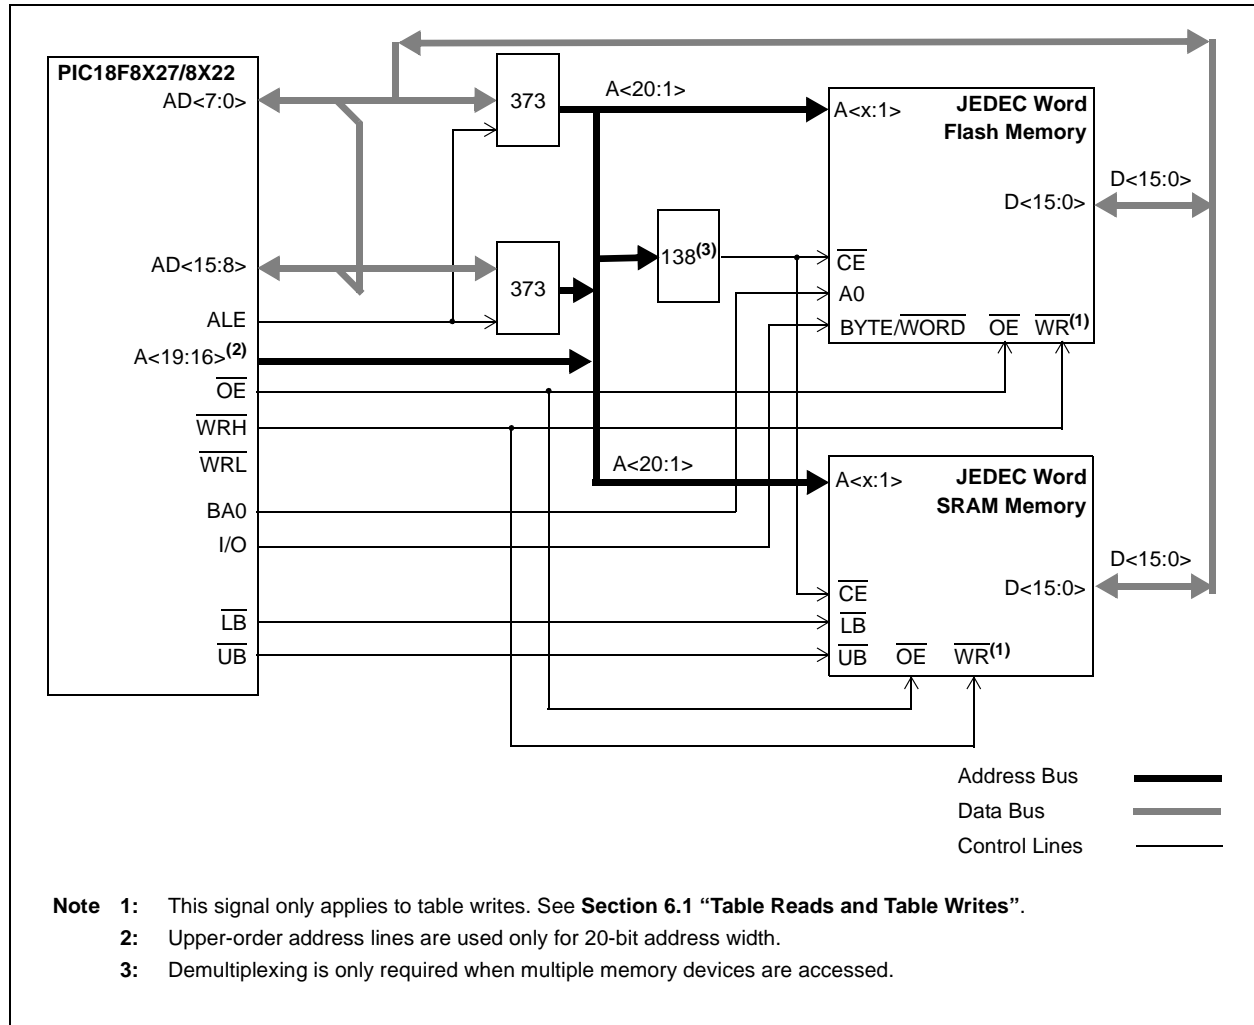 PIC18F8X27/8X22
AD<7:0>
AD<15:8>
ALE
A<19:16>(2)
OE
WRH
WRL
BA0
I/O
LB
UB
373
373
A<20:1>
138(3)
A<20:1>
JEDEC Word
Flash Memory
A<x:1>
D<15:0>
CE
A0
BYTE/WORD OE WR(1)
D<15:0>
JEDEC Word
SRAM Memory
A<x:1>
D<15:0>
CE
LB
UB OE WR(1)
D<15:0>
Address Bus
Data Bus
Control Lines
Note 1: This signal only applies to table writes. See Section 6.1 “Table Reads and Table Writes”.
2: Upper-order address lines are used only for 20-bit address width.
3: Demultiplexing is only required when multiple memory devices are accessed.